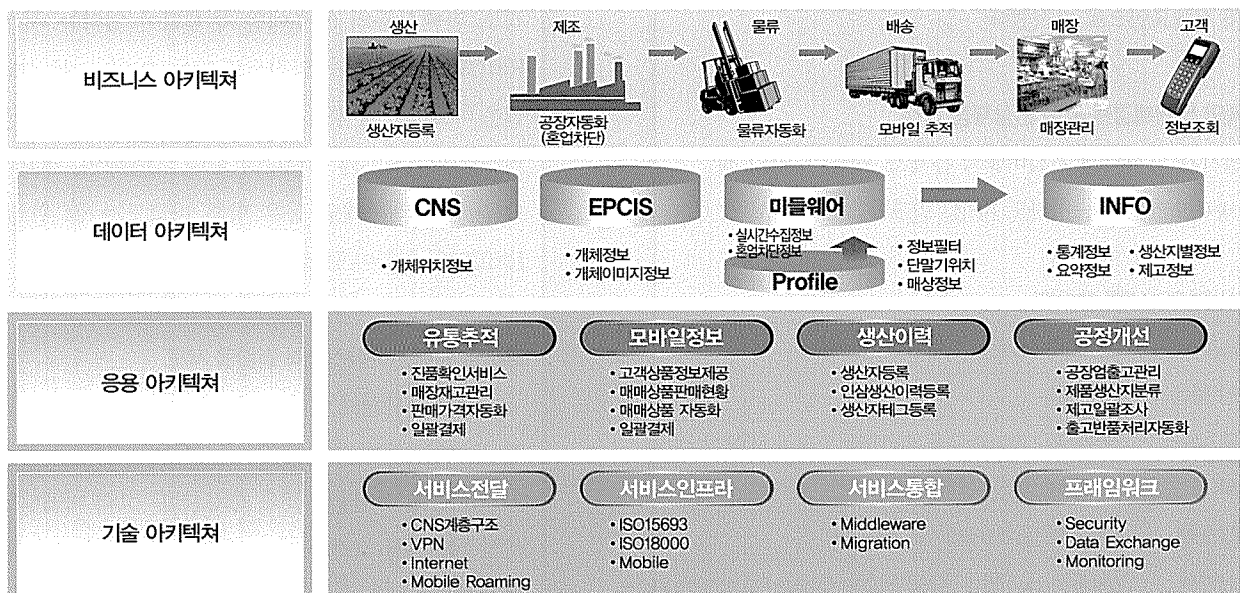 비즈니스 아키텍쳐
생산
제조
물류
배송
매장
고객
생산자등록
공장자동화
(혼업차단)
물류자동화
모바일 추적
매장관리
정보조회
데이터 아키텍쳐
CNS
• 개체위치정보
EPCIS
• 개체정보
• 개체이미지정보
미들웨어
• 실시간수집정보
• 혼업차단정보
Profile
• 정보필터
• 단말기위치
• 매상정보
INFO
• 통계정보
• 생산지별정보
• 요약정보
• 제고정보
응용 아키텍쳐
유통추적
• 진품확인서비스
• 매장재고관리
• 판매가격자동화
• 일괄결제
모바일정보
• 고객상품정보제공
• 매매상품판매현황
• 매매상품 자동화
• 일괄결제
생산이력
• 생산자등록
• 인삼생산이력등록
• 생산자테그등록
공정개선
• 공장업출고관리
• 제품생산지분류
• 제고일괄조사
• 출고반품처리자동화
기술 아키텍쳐
서비스전달
• CNS계층구조
• VPN
• Internet
• Mobile Roaming
서비스인프라
• ISO15693
• ISO18000
• Mobile
서비스통합
• Middleware
• Migration
프래임워크
• Security
• Data Exchange
• Monitoring